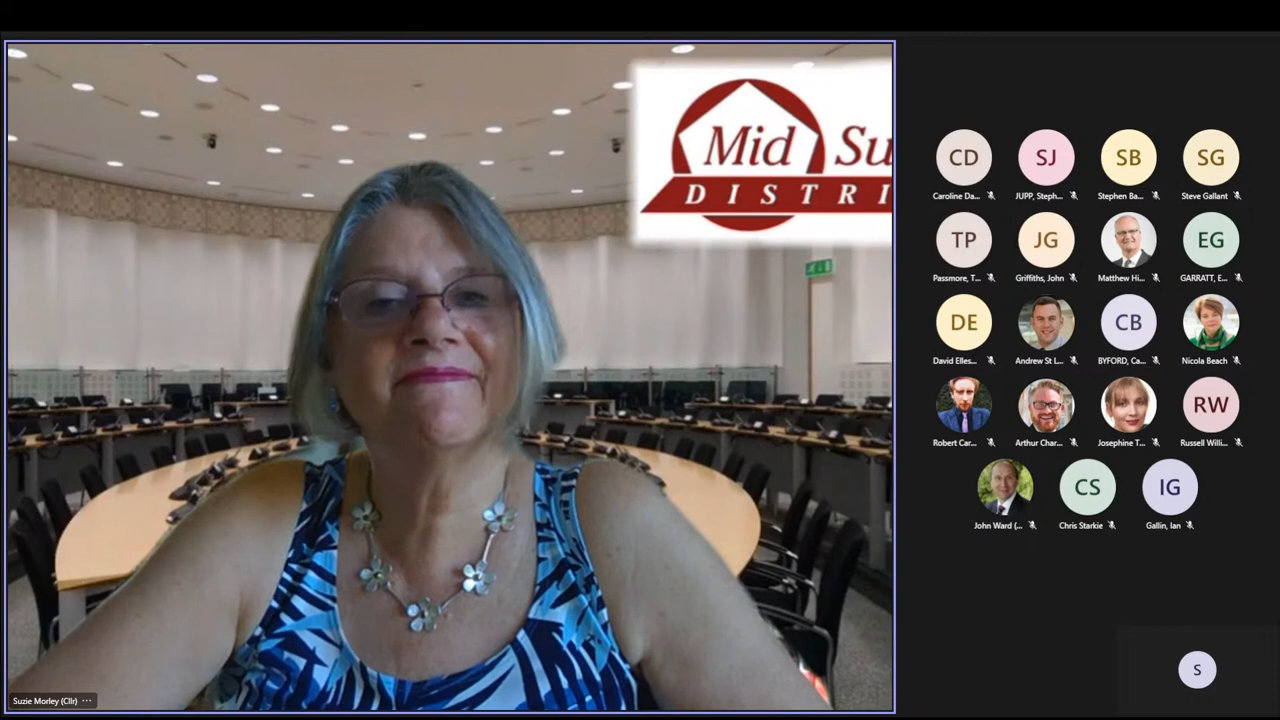 Mid Su
DISTRI
CD
SJ
SB
SG
Caroline Da...
JUPP, Steph...
Stephen Ba...
Steve Gallant
TP
JG
EG
Passmore, T...
Griffiths, John
Matthew Hi...
GARRATT, E...
DE
CB
David Elles...
Andrew St L...
BYFORD, Ca...
Nicola Beach
RW
Robert Car...
Arthur Char...
Josephine T...
Russell Willi...
CS
IG
John Ward (...
Chris Starkie
Gallin, Ian
S
Suzie Morley (Cllr) ...